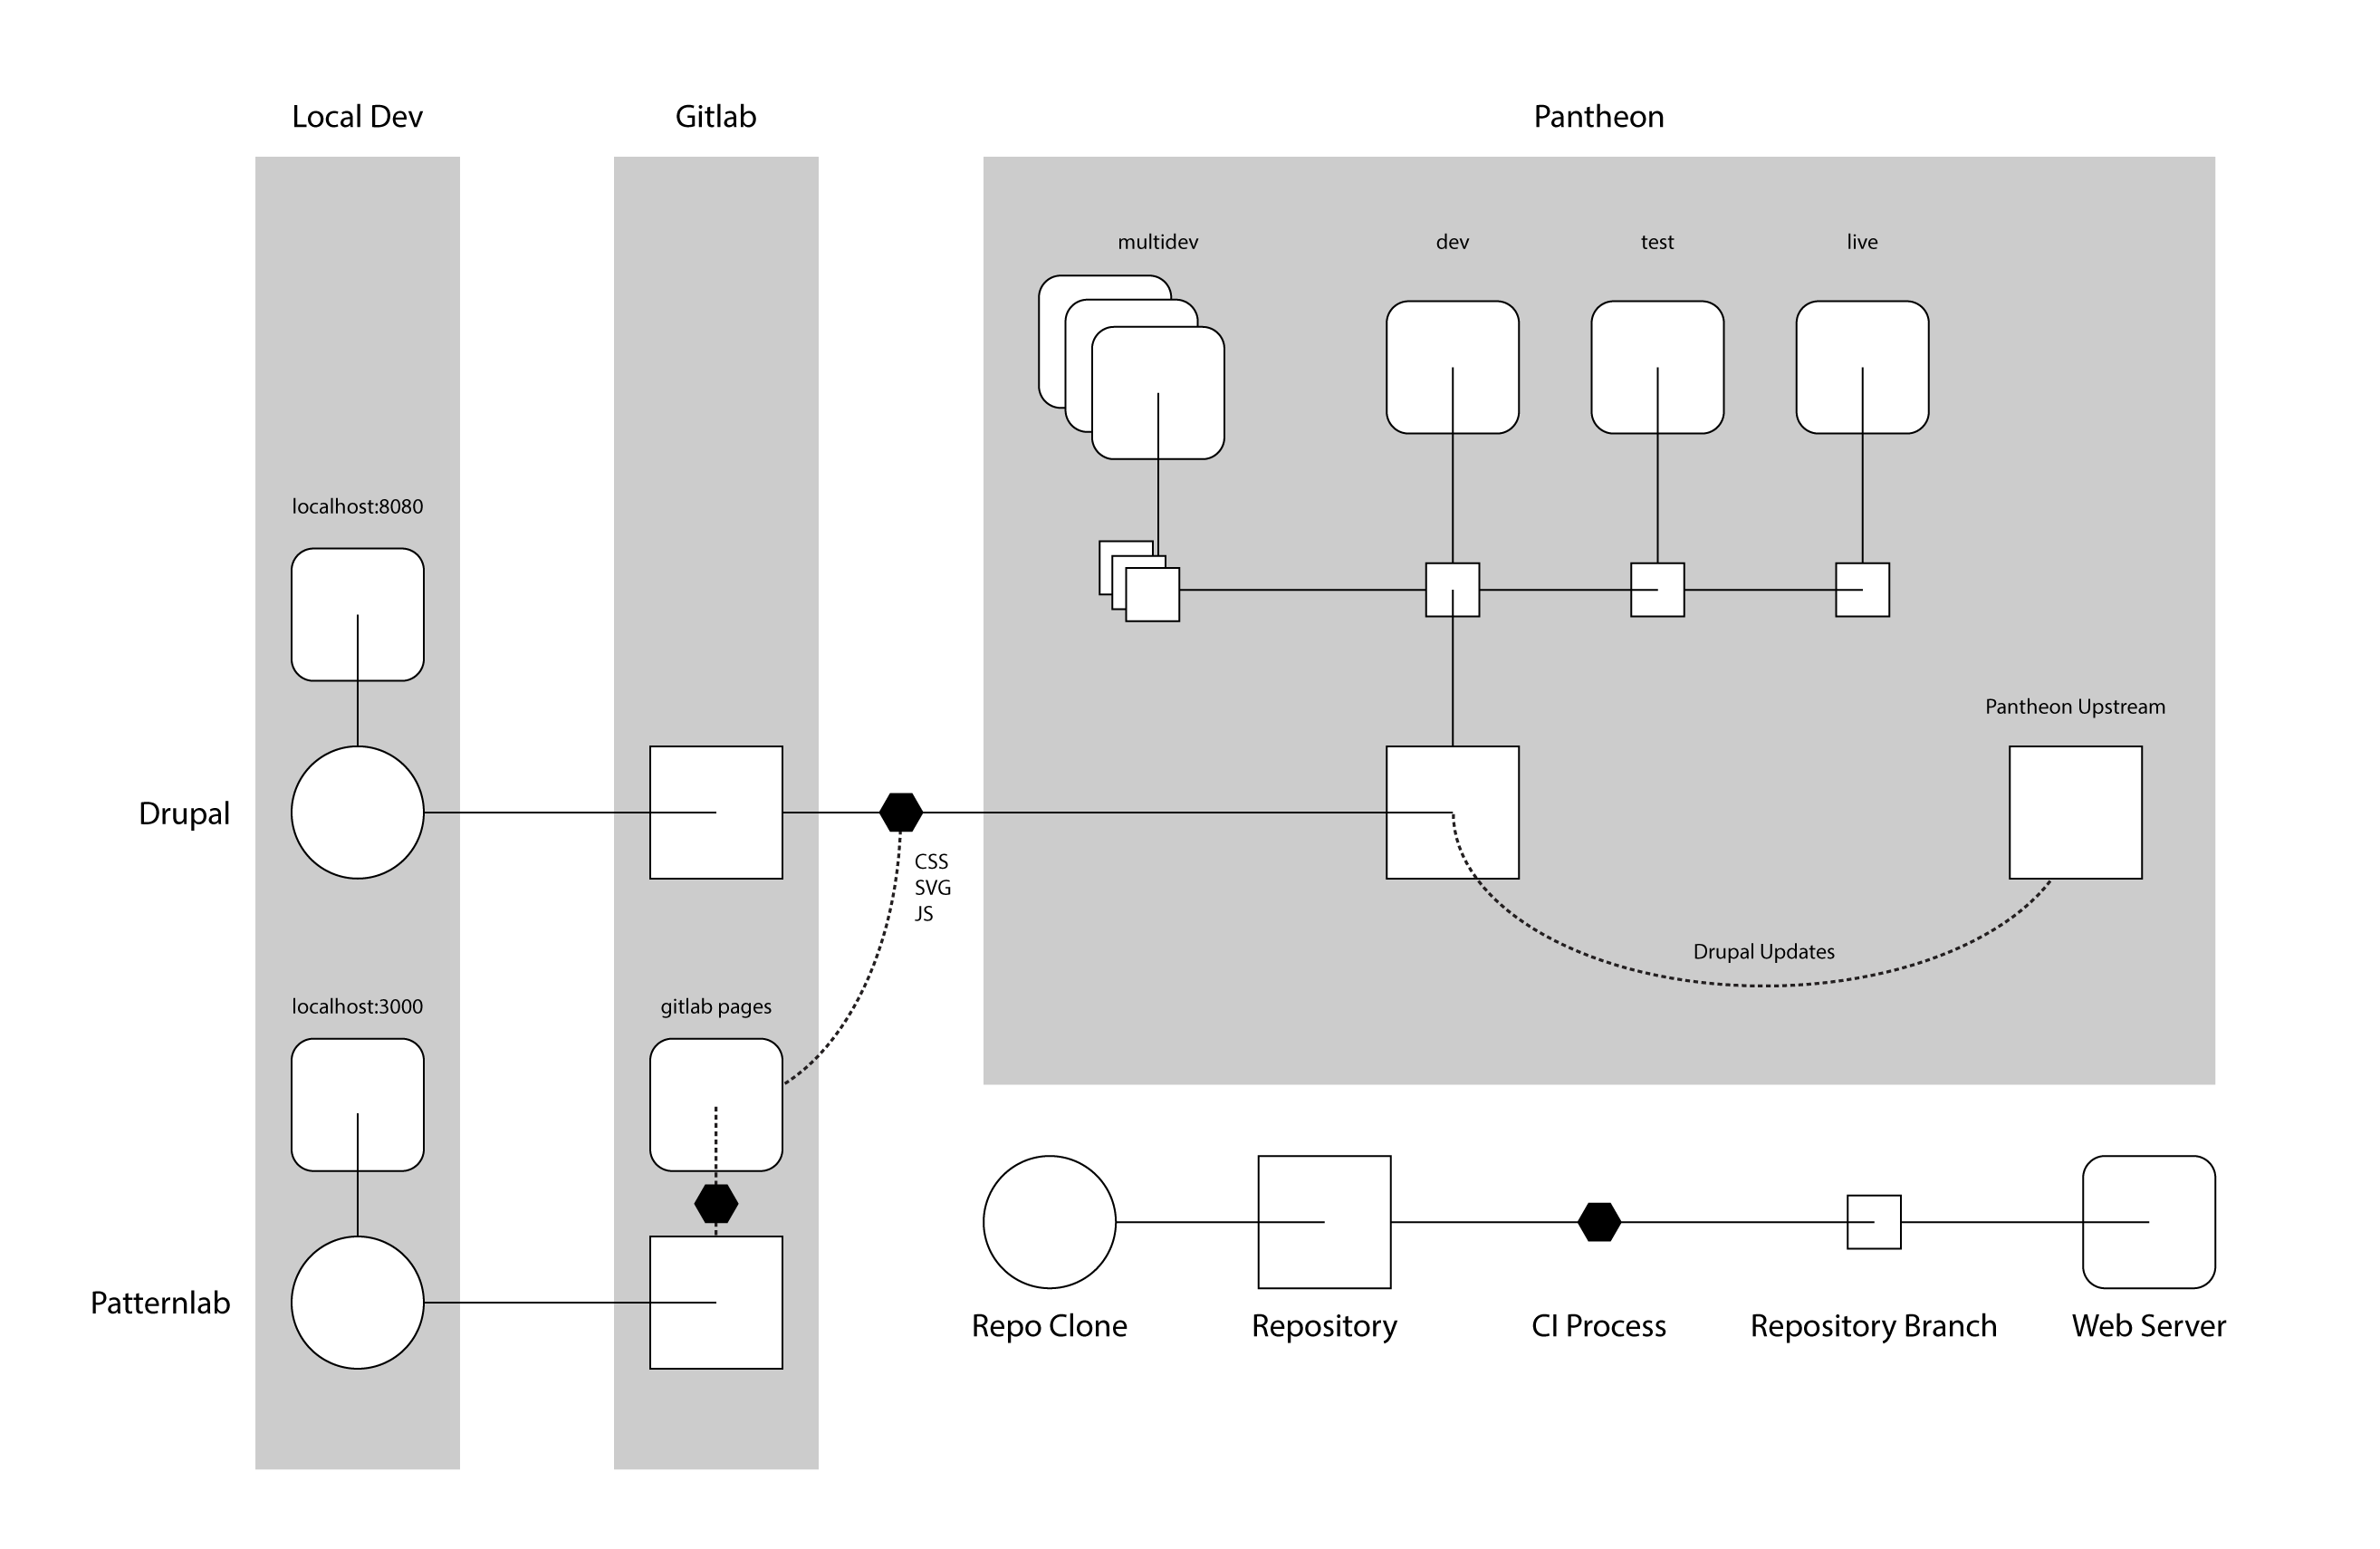 Local Dev
Gitlab
Pantheon
multidev
dev
test
live
localhost:8080
Pantheon Upstream
Drupal
CSS
SVG
JS
Drupal Updates
localhost:3000
gitlab pages
Patternlab
Repo Clone
Repository
CI Process
Repository Branch
Web Server